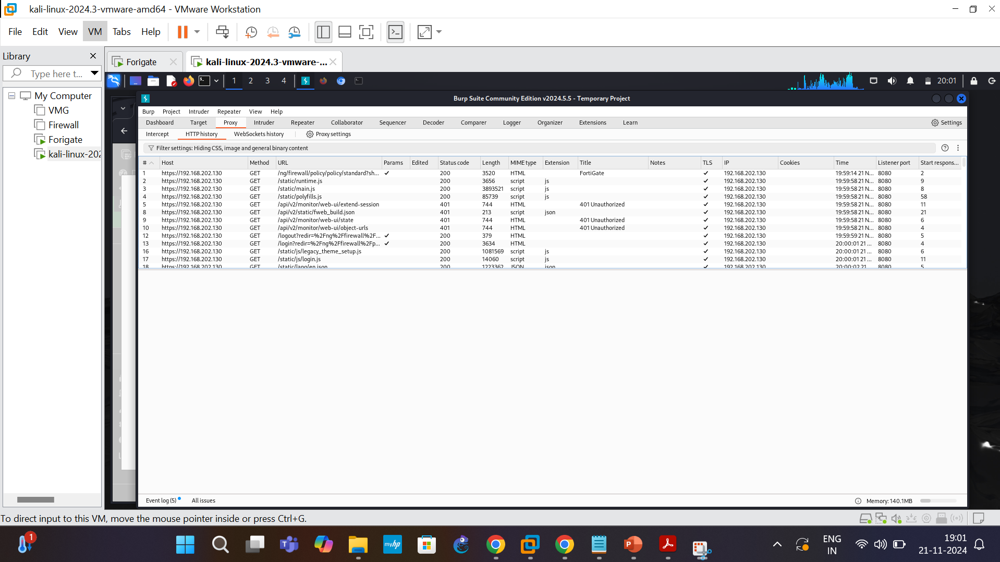 kali-linux-2024.3-vmware-amd64 - VMware Workstation
File Edit View VM Tabs Help
Library
Type here t...
My Computer
VMG
Firewall
Forigate
kali-linux-202
Forigate
kali-linux-2024.3-vmware-...
1 2 3 4
20:01
Burp Suite Community Edition v2024.5.5 - Temporary Project
Burp Project Intruder Repeater View Help
Dashboard Target Proxy Intruder Repeater Collaborator Sequencer Decoder Comparer Logger Organizer Extensions Learn Settings
Intercept HTTP history WebSockets history Proxy settings
Filter settings: Hiding CSS, image and general binary content
# Host Method URL Params Edited Status code Length MIME type Extension Title Notes TLS IP Cookies Time Listener port Start respons...
1 https://192.168.202.130 GET /ng/firewall/policy/policy/standard?sh... ✓ 200 3520 HTML FortiGate ✓ 192.168.202.130 19:59:14 21 N... 8080 2
2 https://192.168.202.130 GET /static/runtime.js 200 3656 script js ✓ 192.168.202.130 19:59:58 21 N... 8080 9
3 https://192.168.202.130 GET /static/main.js 200 3893521 script js ✓ 192.168.202.130 19:59:58 21 N... 8080 8
4 https://192.168.202.130 GET /static/polyfills.js 200 85739 script js ✓ 192.168.202.130 19:59:58 21 N... 8080 58
5 https://192.168.202.130 GET /api/v2/monitor/web-ui/extend-session 401 744 HTML 401 Unauthorized ✓ 192.168.202.130 19:59:58 21 N... 8080 11
8 https://192.168.202.130 GET /api/v2/static/fweb_build.json 401 213 script json ✓ 192.168.202.130 19:59:58 21 N... 8080 21
9 https://192.168.202.130 GET /api/v2/monitor/web-ui/state 401 744 HTML 401 Unauthorized ✓ 192.168.202.130 19:59:58 21 N... 8080 6
10 https://192.168.202.130 GET /api/v2/monitor/web-ui/object-urls 401 744 HTML 401 Unauthorized ✓ 192.168.202.130 19:59:58 21 N... 8080 4
12 https://192.168.202.130 GET /logout?redir=%2Fng%2Ffirewall%2F... ✓ 200 379 HTML ✓ 192.168.202.130 19:59:59 21 N... 8080 5
13 https://192.168.202.130 GET /login?redir=%2Fng%2Ffirewall%2Fp... ✓ 200 3634 HTML ✓ 192.168.202.130 20:00:01 21 ... 8080 4
16 https://192.168.202.130 GET /static/js/legacy_theme_setup.js 200 1081569 script js ✓ 192.168.202.130 20:00:01 21 ... 8080 6
17 https://192.168.202.130 GET /static/js/login.js 200 14060 script js ✓ 192.168.202.130 20:00:01 21 ... 8080 11
18 https://192.168.202.130 GET /static/lang/en.json 200 1223362 JSON json ✓ 192.168.202.130 20:00:02 21 ... 8080 5
Event log (5) All issues Memory: 140.1MB
To direct input to this VM, move the mouse pointer inside or press Ctrl+G.
1
myhp
P
ENG
IN
19:01
21-11-2024